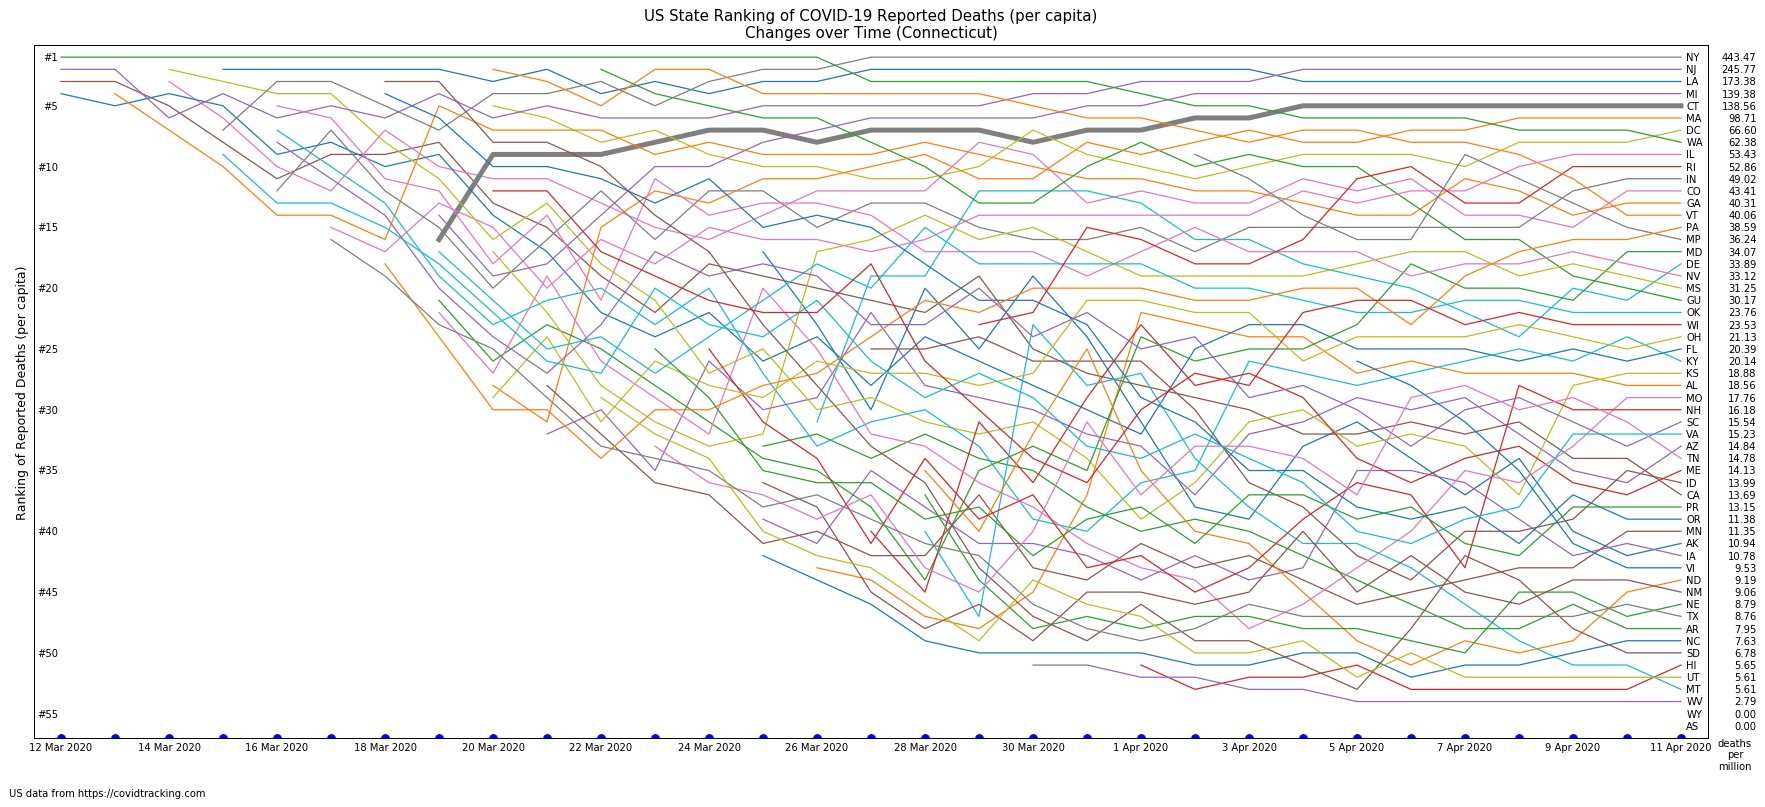 US State Ranking of COVID-19 Reported Deaths (per capita)
Changes over Time (Connecticut)
Ranking of Reported Deaths (per capita)
#1
#5
#10
#15
#20
#25
#30
#35
#40
#45
#50
#55
NY 443.47
NJ 245.77
LA 173.38
MI 139.38
CT 138.56
MA 98.71
DC 66.60
WA 62.38
IL 53.43
RI 52.86
IN 49.02
CO 43.41
GA 40.31
VT 40.06
PA 38.59
MP 36.24
MD 34.07
DE 33.89
NV 33.12
MS 31.25
GU 30.17
OK 23.76
WI 23.53
OH 21.13
FL 20.39
KY 20.14
KS 18.88
AL 18.56
MO 17.76
NH 16.18
SC 15.54
VA 15.23
AZ 14.84
TN 14.78
ME 14.13
ID 13.99
CA 13.69
PR 13.15
OR 11.38
MN 11.35
AK 10.94
IA 10.78
VI 9.53
ND 9.19
NM 9.06
NE 8.79
TX 8.76
AR 7.95
NC 7.63
SD 6.78
HI 5.65
UT 5.61
MT 5.61
WV 2.79
WY 0.00
AS 0.00
12 Mar 2020 14 Mar 2020 16 Mar 2020 18 Mar 2020 20 Mar 2020 22 Mar 2020 24 Mar 2020 26 Mar 2020 28 Mar 2020 30 Mar 2020 1 Apr 2020 3 Apr 2020 5 Apr 2020 7 Apr 2020 9 Apr 2020 11 Apr 2020
deaths
per
million
US data from https://covidtracking.com